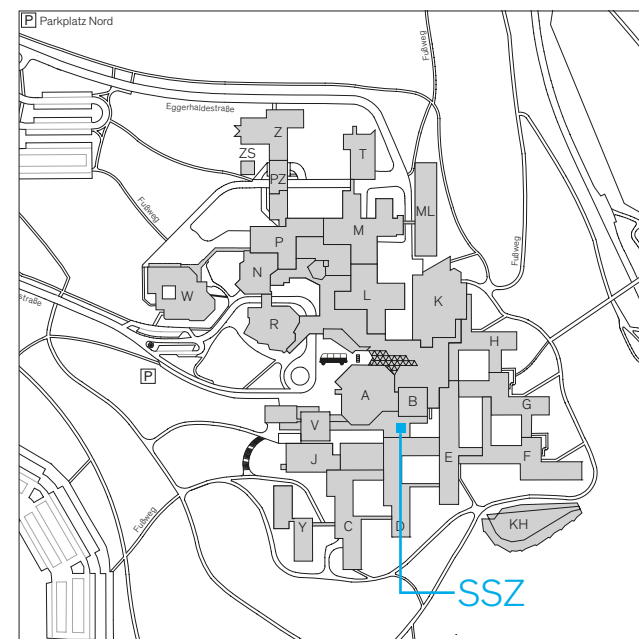 P Parkplatz Nord
Fußweg
Eggerhaldestraße
Z
T
ZS
PZ
ML
Fußweg
M
P
Fußweg
N
W
L
K
straße
R
H
P
A
B
G
V
E
F
J
Fußweg
Y
C
D
KH
SSZ